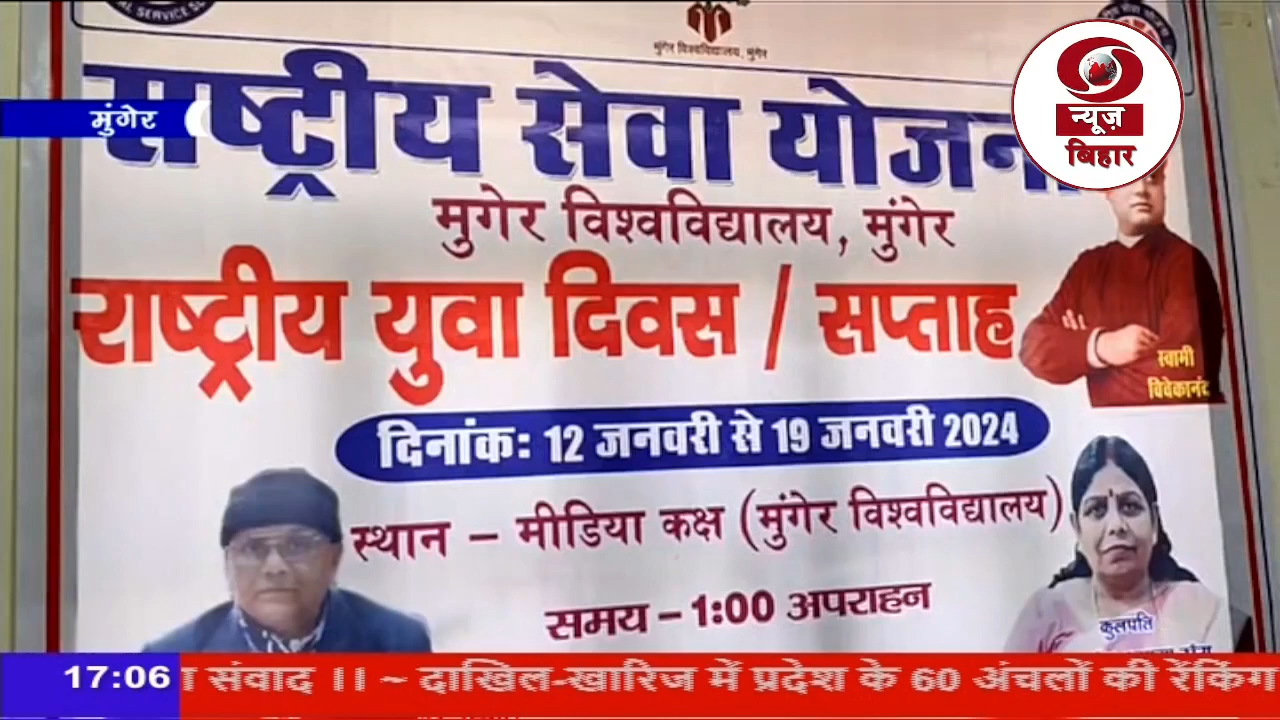 मुंगेर विश्वविद्यालय, मुंगेर
राष्ट्रीय सेवा योजना
मुगेर विश्वविद्यालय, मुंगेर
राष्ट्रीय युवा दिवस / सप्ताह
स्वामी
विवेकानंद
दिनांक: 12 जनवरी से 19 जनवरी 2024
स्थान – मीडिया कक्ष (मुंगेर विश्वविद्यालय)
समय – 1:00 अपराहन
कुलपति
मुंगेर
न्यूज़
बिहार
17:06
संवाद ।। ~ दाखिल-खारिज में प्रदेश के 60 अंचलों की रेंकिंग